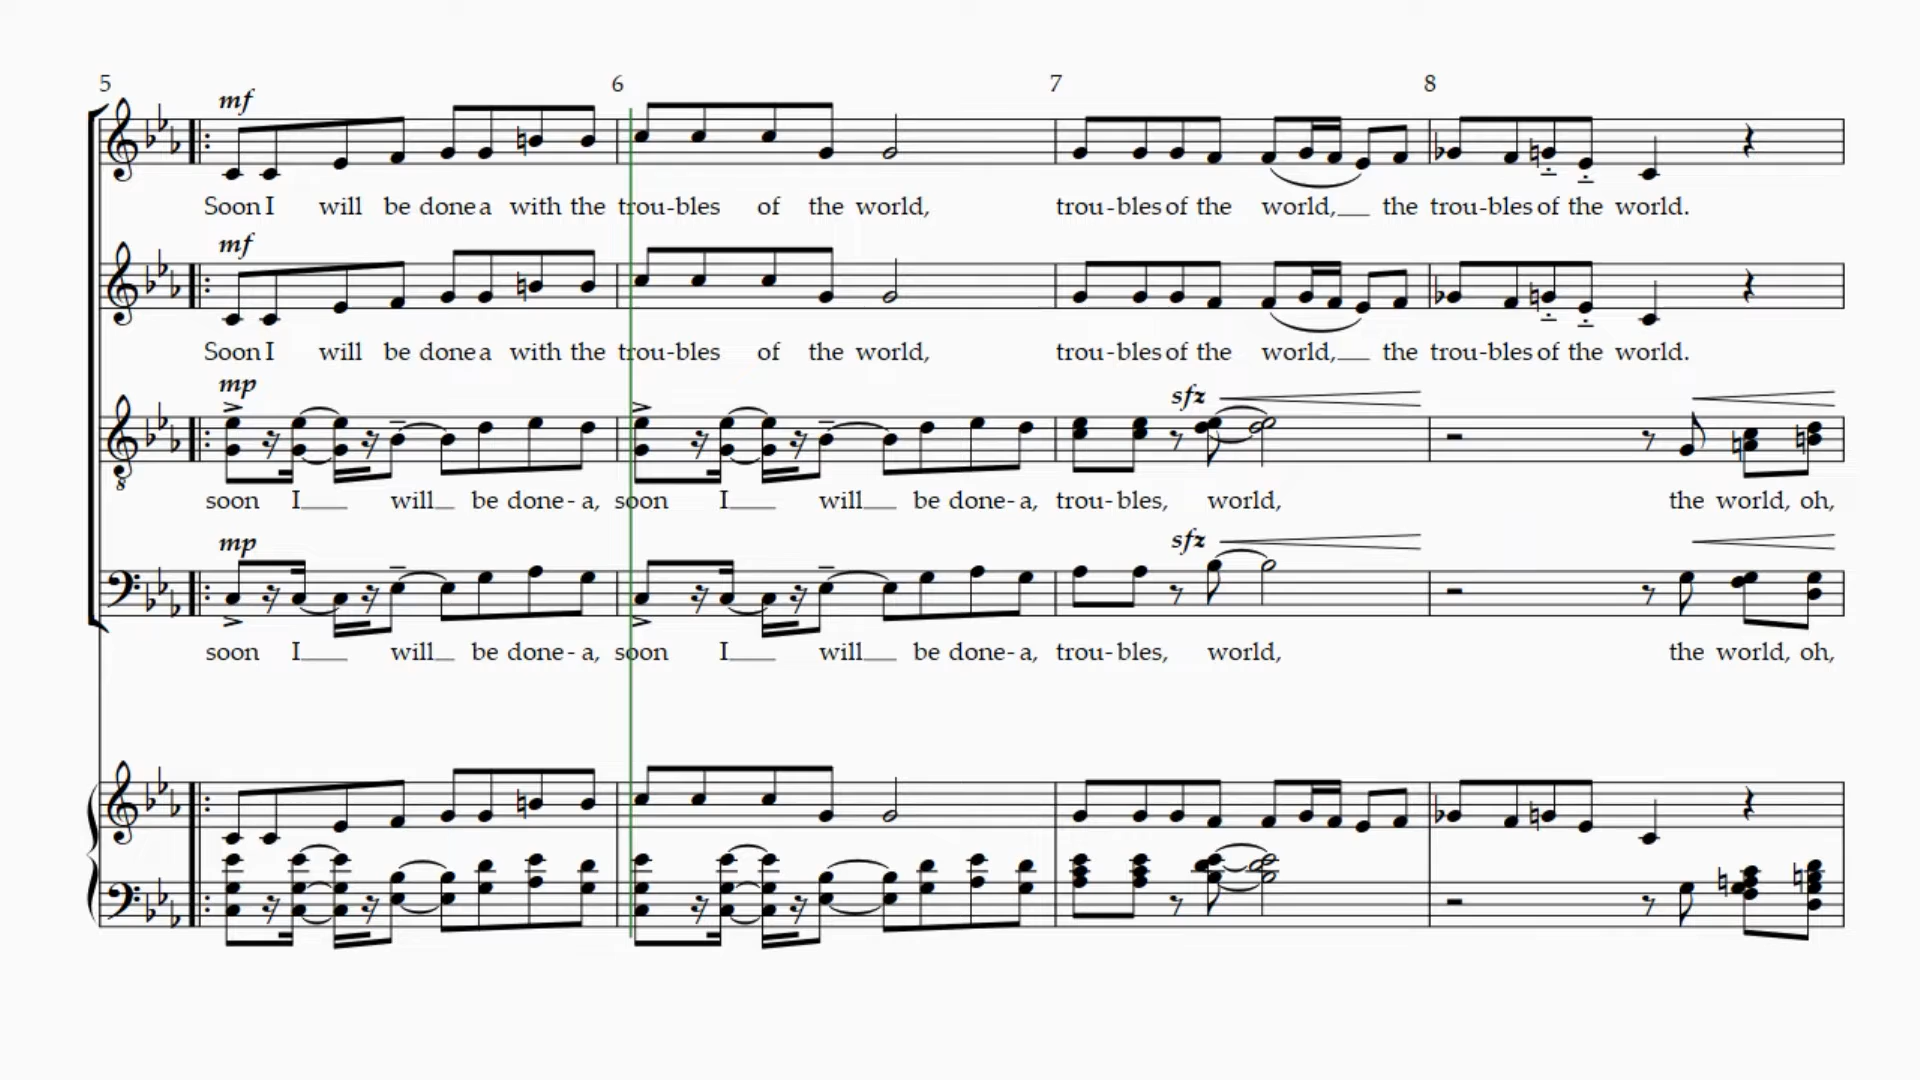 5 6 7 8
mf
Soon I will be done a with the trou-bles of the world, trou-bles of the world, the trou-bles of the world.
mf
Soon I will be done a with the trou-bles of the world, trou-bles of the world, the trou-bles of the world.
mp sfz
8
soon I will be done-a, soon I will be done-a, trou-bles, world, the world, oh,
mp sfz
soon I will be done-a, soon I will be done-a, trou-bles, world, the world, oh,